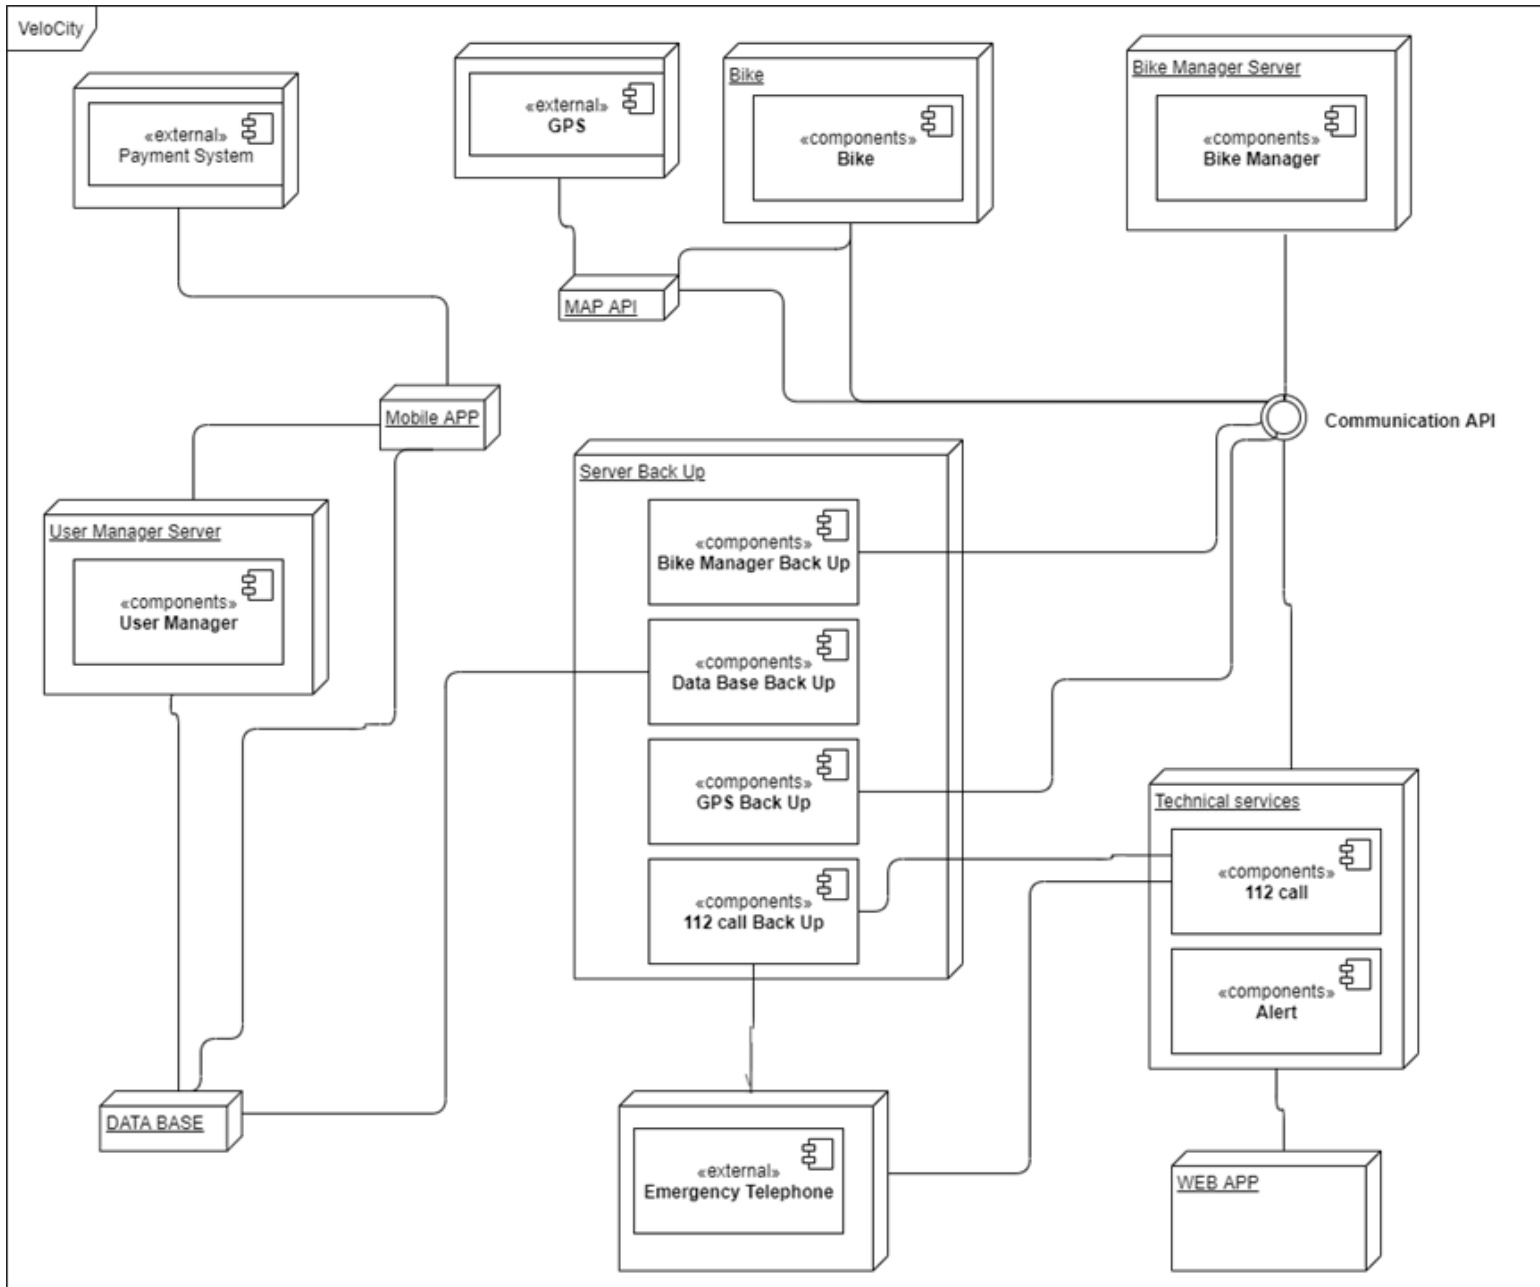 VeloCity
«external»
Payment System
«external»
GPS
Bike
«components»
Bike
Bike Manager Server
«components»
Bike Manager
MAP API
Mobile APP
Communication API
Server Back Up
«components»
Bike Manager Back Up
«components»
Data Base Back Up
«components»
GPS Back Up
«components»
112 call Back Up
User Manager Server
«components»
User Manager
Technical services
«components»
112 call
«components»
Alert
DATA BASE
«external»
Emergency Telephone
WEB APP